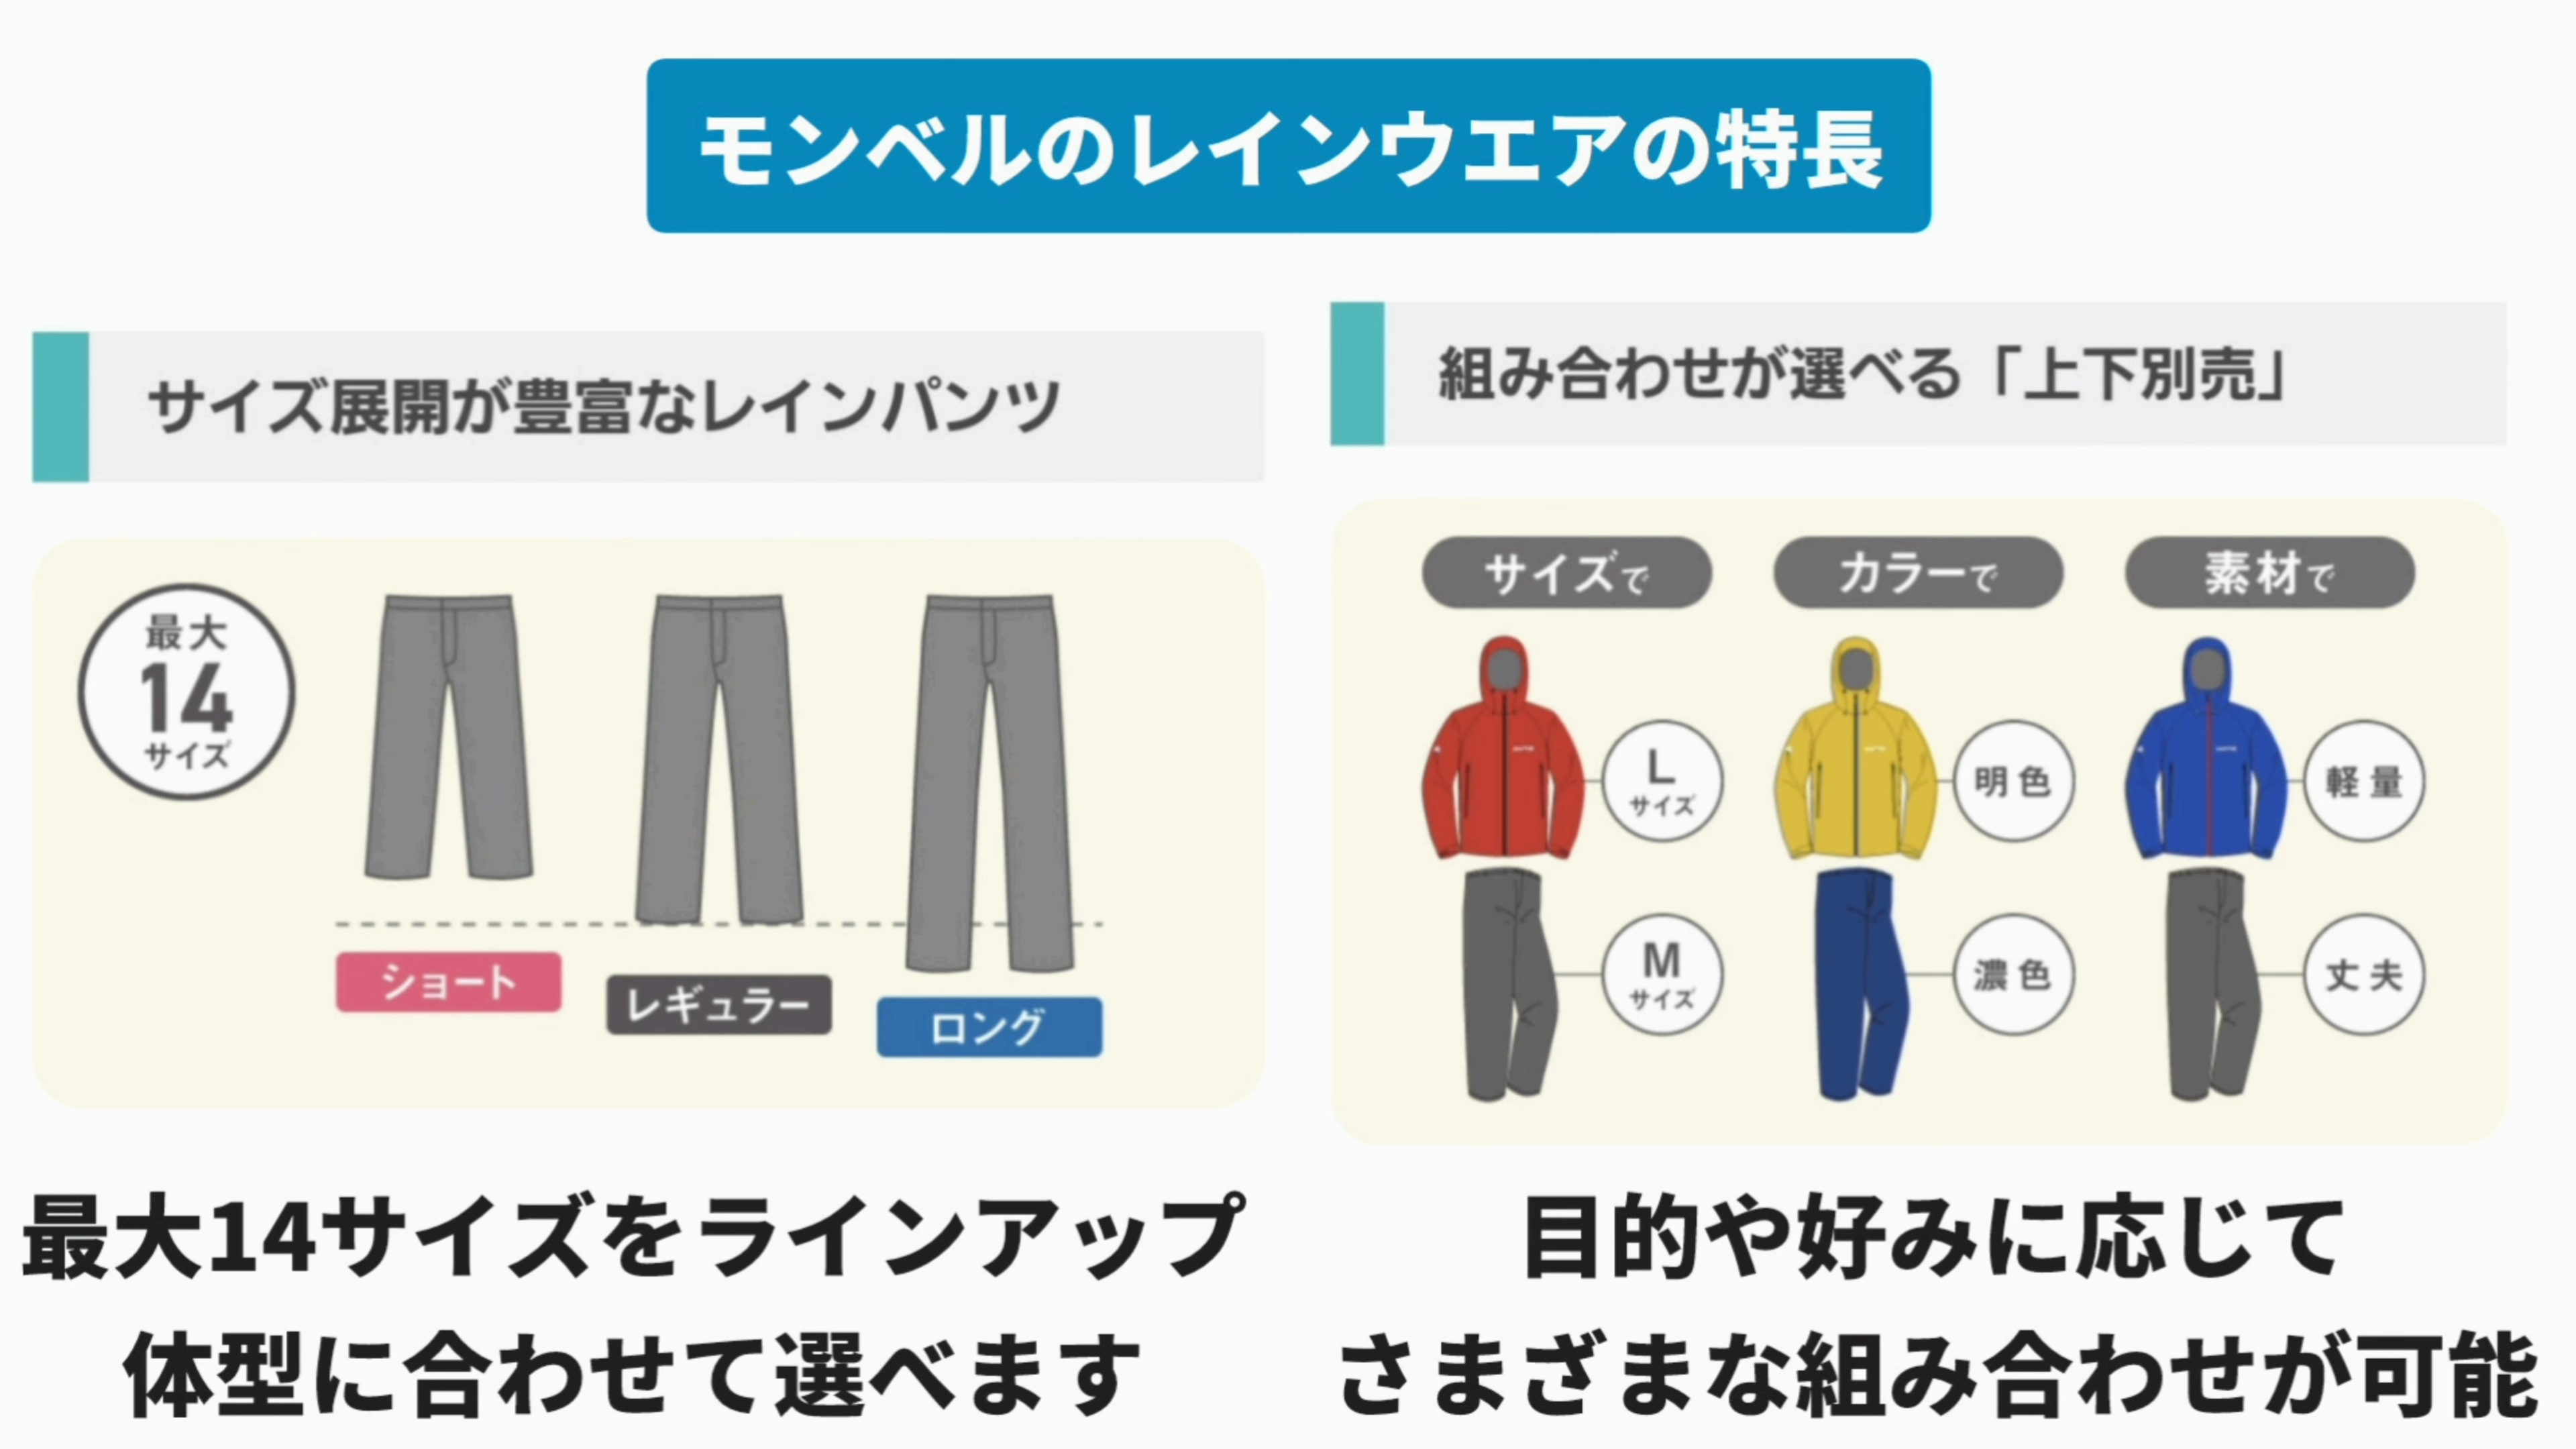 モンベルのレインウエアの特長
サイズ展開が豊富なレインパンツ
最大
14
サイズ
ショート
レギュラー
ロング
最大14サイズをラインアップ
体型に合わせて選べます
組み合わせが選べる「上下別売」
サイズで
カラーで
素材で
L
サイズ
明色
軽量
M
サイズ
濃色
丈夫
目的や好みに応じて
さまざまな組み合わせが可能